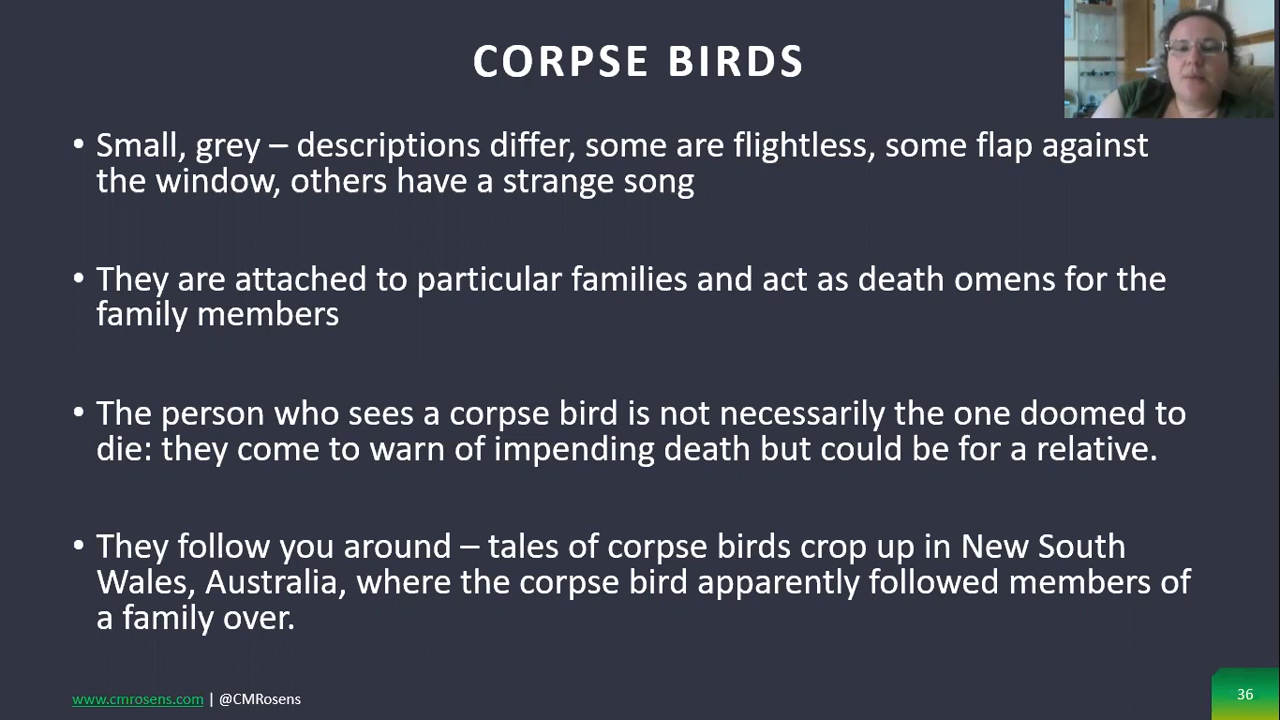 CORPSE BIRDS
• Small, grey – descriptions differ, some are flightless, some flap against
the window, others have a strange song
• They are attached to particular families and act as death omens for the
family members
• The person who sees a corpse bird is not necessarily the one doomed to
die: they come to warn of impending death but could be for a relative.
• They follow you around – tales of corpse birds crop up in New South
Wales, Australia, where the corpse bird apparently followed members of
a family over.
www.cmrosens.com | @CMRosens
36